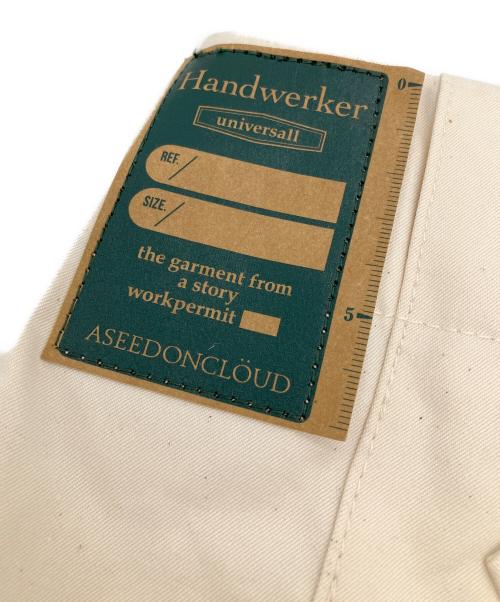 Handwerker
universall
REF. /
SIZE. /
the garment from
a story
workpermit
ASEEDONCLÖUD
0
5